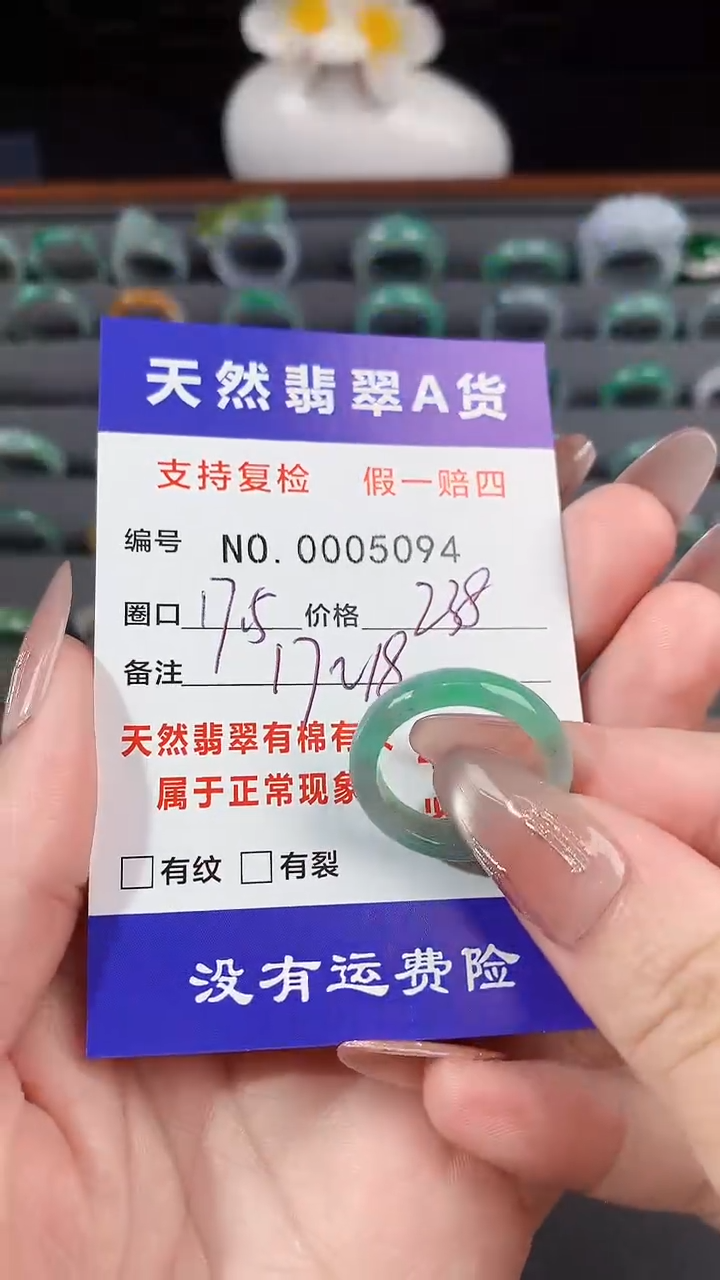 天然翡翠A货
支持复检 假一赔四
编号 NO.0005094
圈口 17.5 价格 238
备注 17~18
天然翡翠有棉有
属于正常现象
有纹 有裂
没有运费险